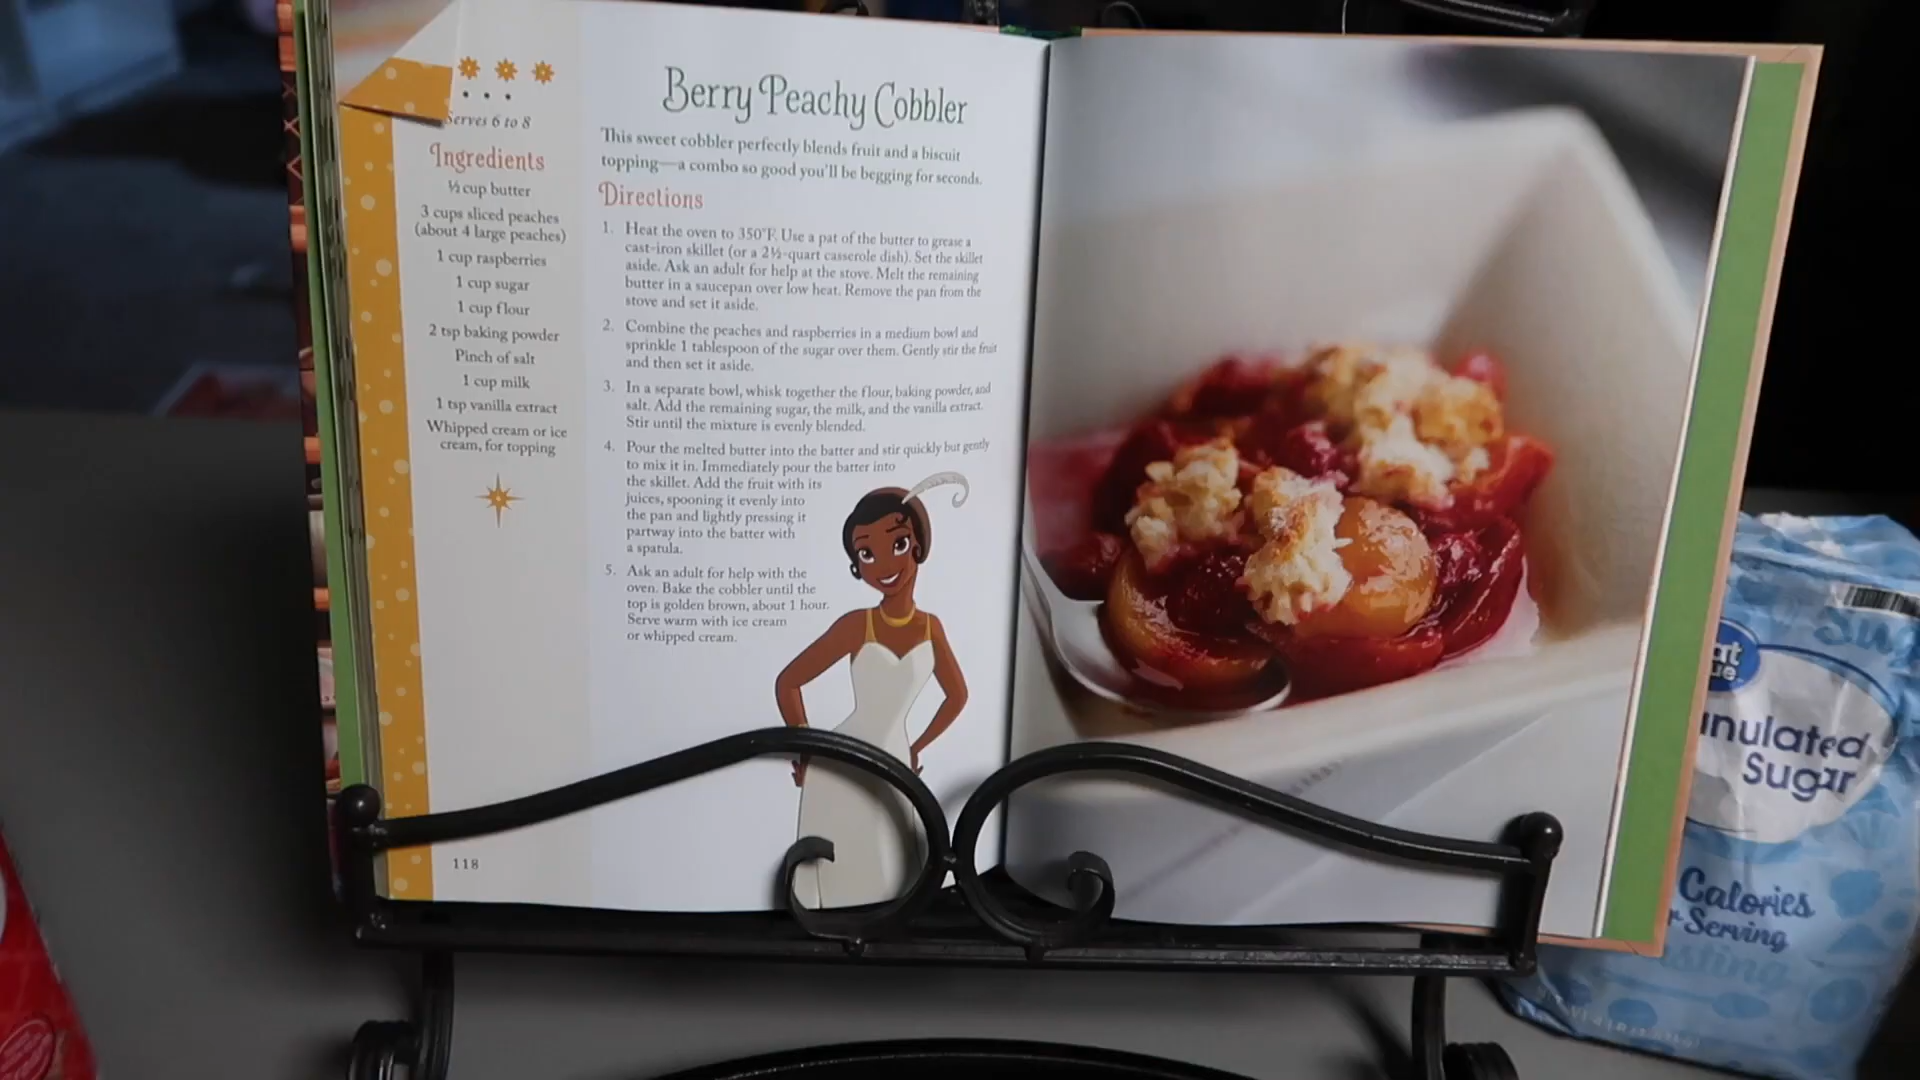 Serves 6 to 8
Ingredients
½ cup butter
3 cups sliced peaches
(about 4 large peaches)
1 cup raspberries
1 cup sugar
1 cup flour
2 tsp baking powder
Pinch of salt
1 cup milk
1 tsp vanilla extract
Whipped cream or ice
cream, for topping
118
Berry Peachy Cobbler
This sweet cobbler perfectly blends fruit and a biscuit
topping—a combo so good you'll be begging for seconds.
Directions
1. Heat the oven to 350°F. Use a pat of the butter to grease a
cast-iron skillet (or a 2½-quart casserole dish). Set the skillet
aside. Ask an adult for help at the stove. Melt the remaining
butter in a saucepan over low heat. Remove the pan from the
stove and set it aside.
2. Combine the peaches and raspberries in a medium bowl and
sprinkle 1 tablespoon of the sugar over them. Gently stir the fruit
and then set it aside.
3. In a separate bowl, whisk together the flour, baking powder, and
salt. Add the remaining sugar, the milk, and the vanilla extract.
Stir until the mixture is evenly blended.
4. Pour the melted butter into the batter and stir quickly but gently
to mix it in. Immediately pour the batter into
the skillet. Add the fruit with its
juices, spooning it evenly into
the pan and lightly pressing it
partway into the batter with
a spatula.
5. Ask an adult for help with the
oven. Bake the cobbler until the
top is golden brown, about 1 hour.
Serve warm with ice cream
or whipped cream.
at
ue
nulated
Sugar
Calories
r Serving